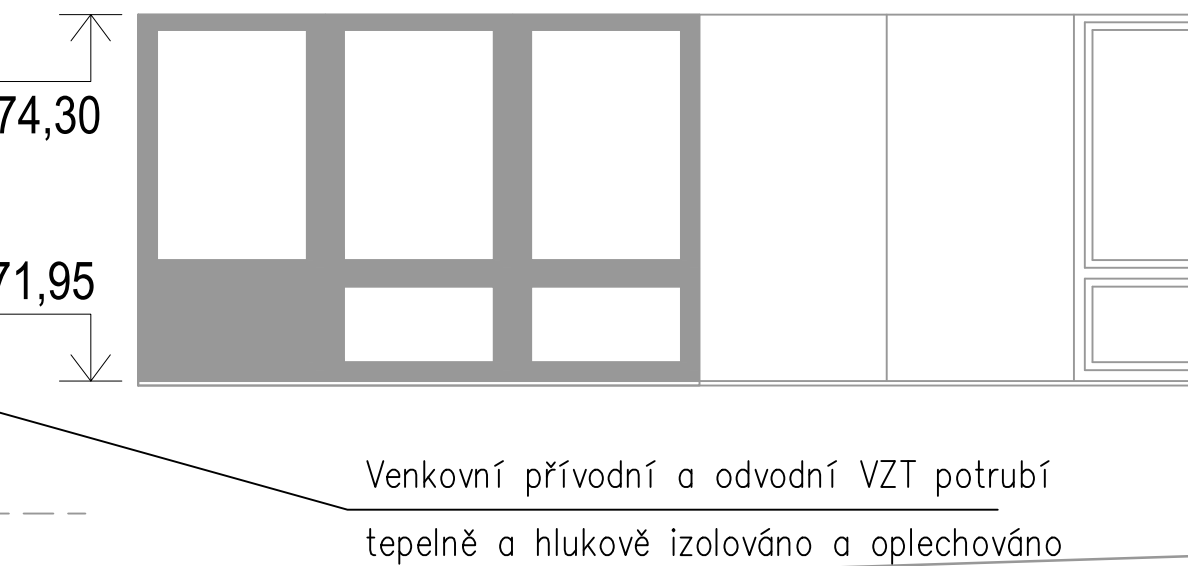 74,30
71,95
Venkovní přívodní a odvodní VZT potrubí
tepelně a hlukově izolováno a oplechováno